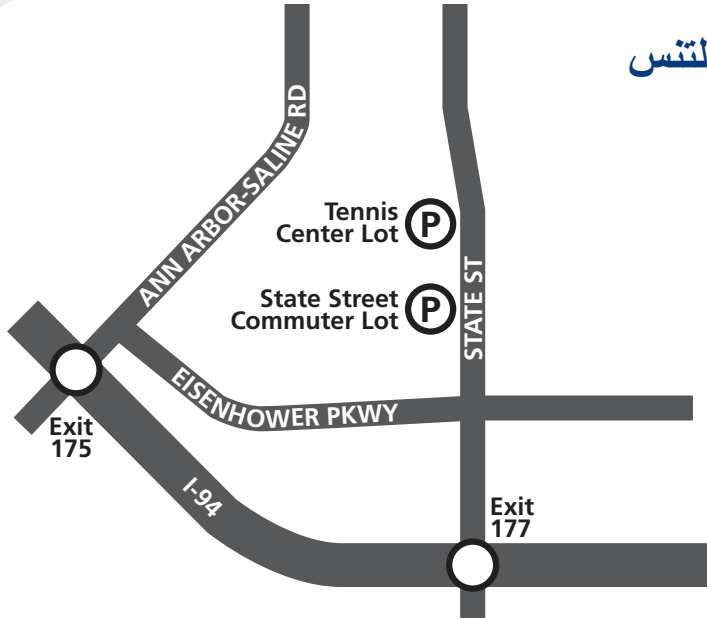 لتنس
ANN ARBOR-SALINE RD
Tennis
Center Lot
P
State Street
Commuter Lot
P
STATE ST
EISENHOWER PKWY
Exit
175
I-94
Exit
177